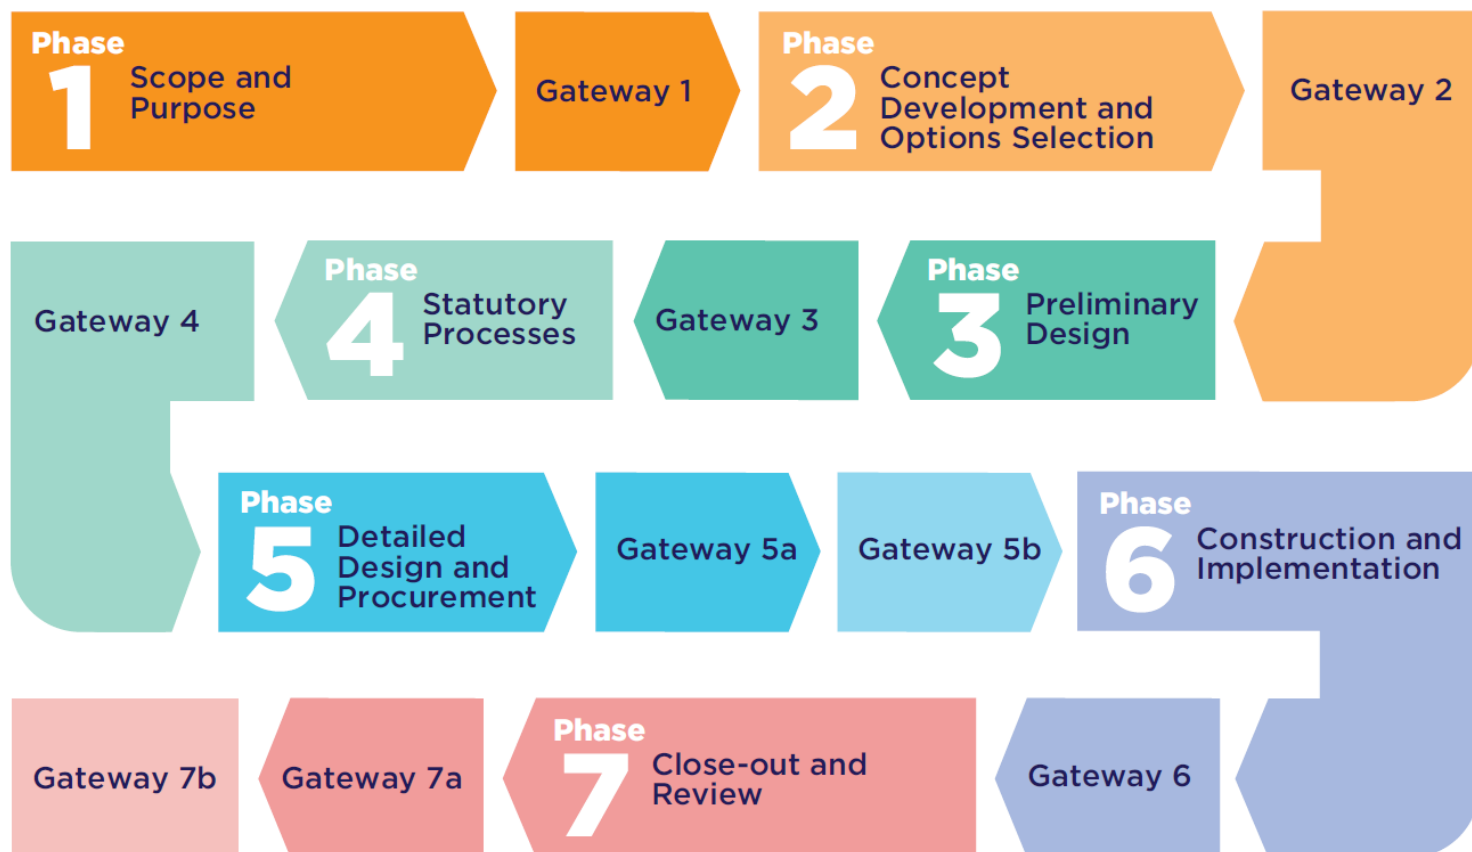 Phase
1 Scope and
Purpose
Gateway 1
Phase
2 Concept
Development and
Options Selection
Gateway 2
Phase
3 Preliminary
Design
Gateway 3
Phase
4 Statutory
Processes
Gateway 4
Phase
5 Detailed
Design and
Procurement
Gateway 5a
Gateway 5b
Phase
6 Construction and
Implementation
Gateway 6
Phase
7 Close-out and
Review
Gateway 7a
Gateway 7b